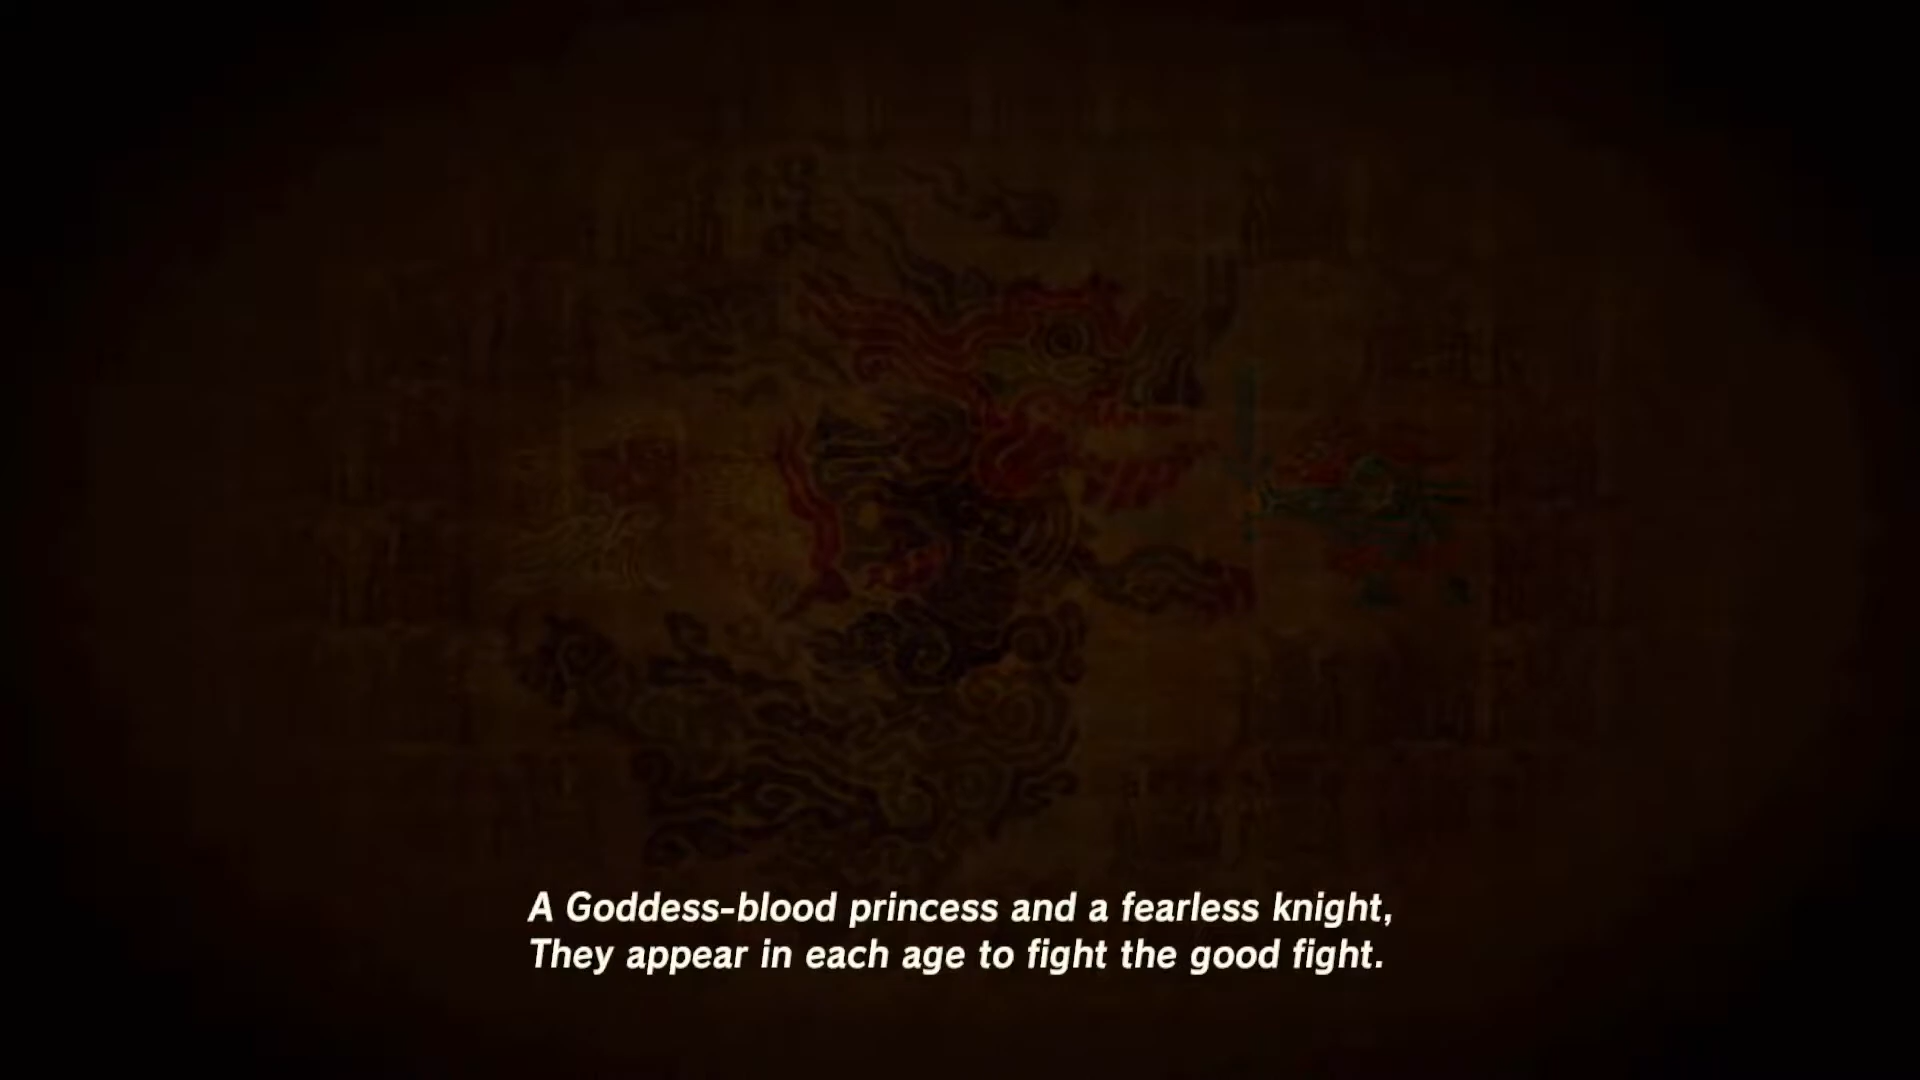 A Goddess-blood princess and a fearless knight,
They appear in each age to fight the good fight.